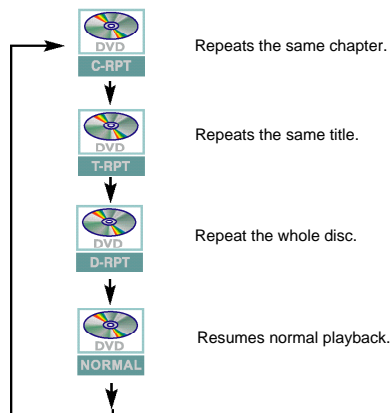 DVD
C-RPT
Repeats the same chapter.
DVD
T-RPT
Repeats the same title.
DVD
D-RPT
Repeat the whole disc.
DVD
NORMAL
Resumes normal playback.